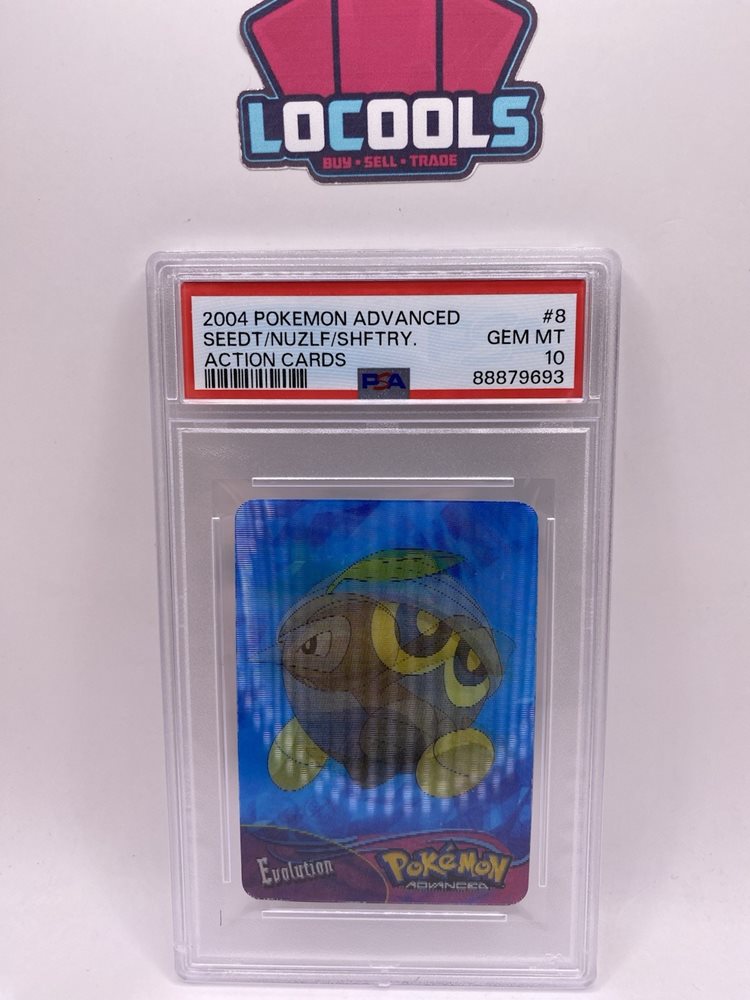 LOCOOLS
BUY • SELL • TRADE
2004 POKEMON ADVANCED #8
SEEDT/NUZLF/SHFTRY. GEM MT
ACTION CARDS 10
PSA 88879693
Evolution
POKéMON
ADVANCED